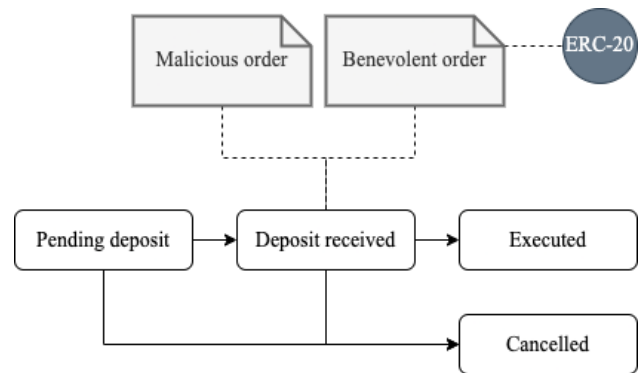 ERC-20
Malicious order
Benevolent order
Pending deposit
Deposit received
Executed
Cancelled